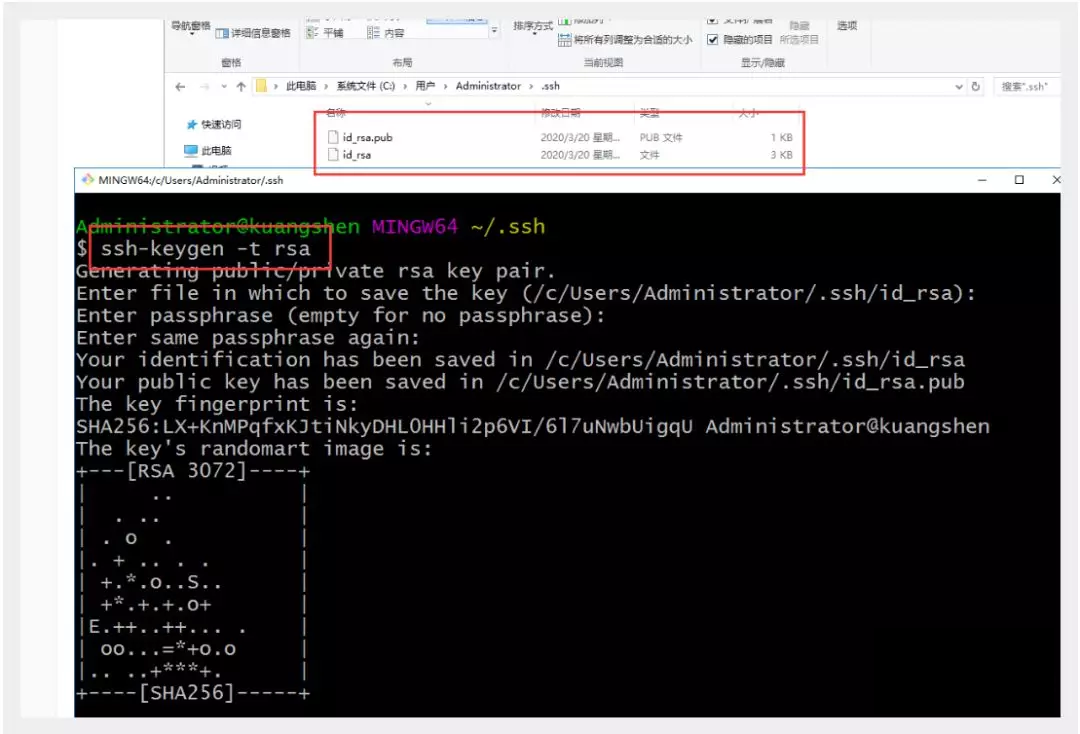 导航窗格 详细信息窗格 平铺 内容 排序方式 将所有列调整为合适的大小 隐藏的项目 隐藏 所选项目 选项
窗格 布局 当前视图 显示/隐藏
此电脑 › 系统文件 (C:) › 用户 › Administrator › .ssh 搜索".ssh"
名称 修改日期 类型 大小
快速访问
id_rsa.pub 2020/3/20 星期... PUB 文件 1 KB
此电脑
id_rsa 2020/3/20 星期... 文件 3 KB
MINGW64:/c/Users/Administrator/.ssh
Administrator@kuangshen MINGW64 ~/.ssh
$ ssh-keygen -t rsa
Generating public/private rsa key pair.
Enter file in which to save the key (/c/Users/Administrator/.ssh/id_rsa):
Enter passphrase (empty for no passphrase):
Enter same passphrase again:
Your identification has been saved in /c/Users/Administrator/.ssh/id_rsa
Your public key has been saved in /c/Users/Administrator/.ssh/id_rsa.pub
The key fingerprint is:
SHA256:LX+KnMPqfxKJtiNkyDHLOHHli2p6VI/6l7uNwbUigqU Administrator@kuangshen
The key's randomart image is:
+---[RSA 3072]----+
|      ..         |
|   . ..          |
|  . o  .         |
|. + .. . .       |
| +.*.o..S..      |
| +*.+.+.o+       |
|E.++..++... .    |
| oo...=*+o.o     |
|.. ..+***+.      |
+----[SHA256]-----+